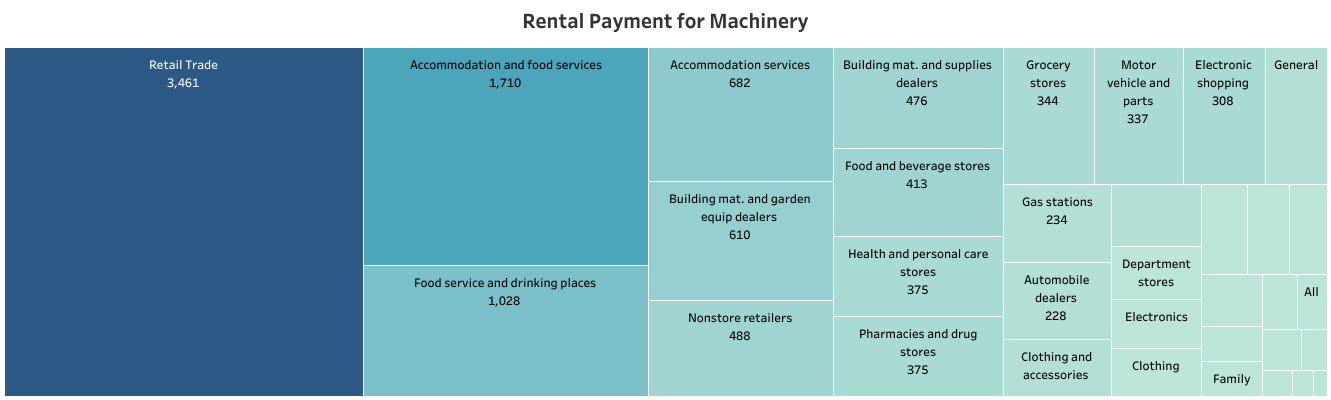 Rental Payment for Machinery
Retail Trade
3,461
Accommodation and food services
1,710
Food service and drinking places
1,028
Accommodation services
682
Building mat. and garden
equip dealers
610
Nonstore retailers
488
Building mat. and supplies
dealers
476
Food and beverage stores
413
Health and personal care
stores
375
Pharmacies and drug
stores
375
Grocery
stores
344
Motor
vehicle and
parts
337
Electronic
shopping
308
General
Gas stations
234
Automobile
dealers
228
Clothing and
accessories
Department
stores
Electronics
Clothing
Family
All